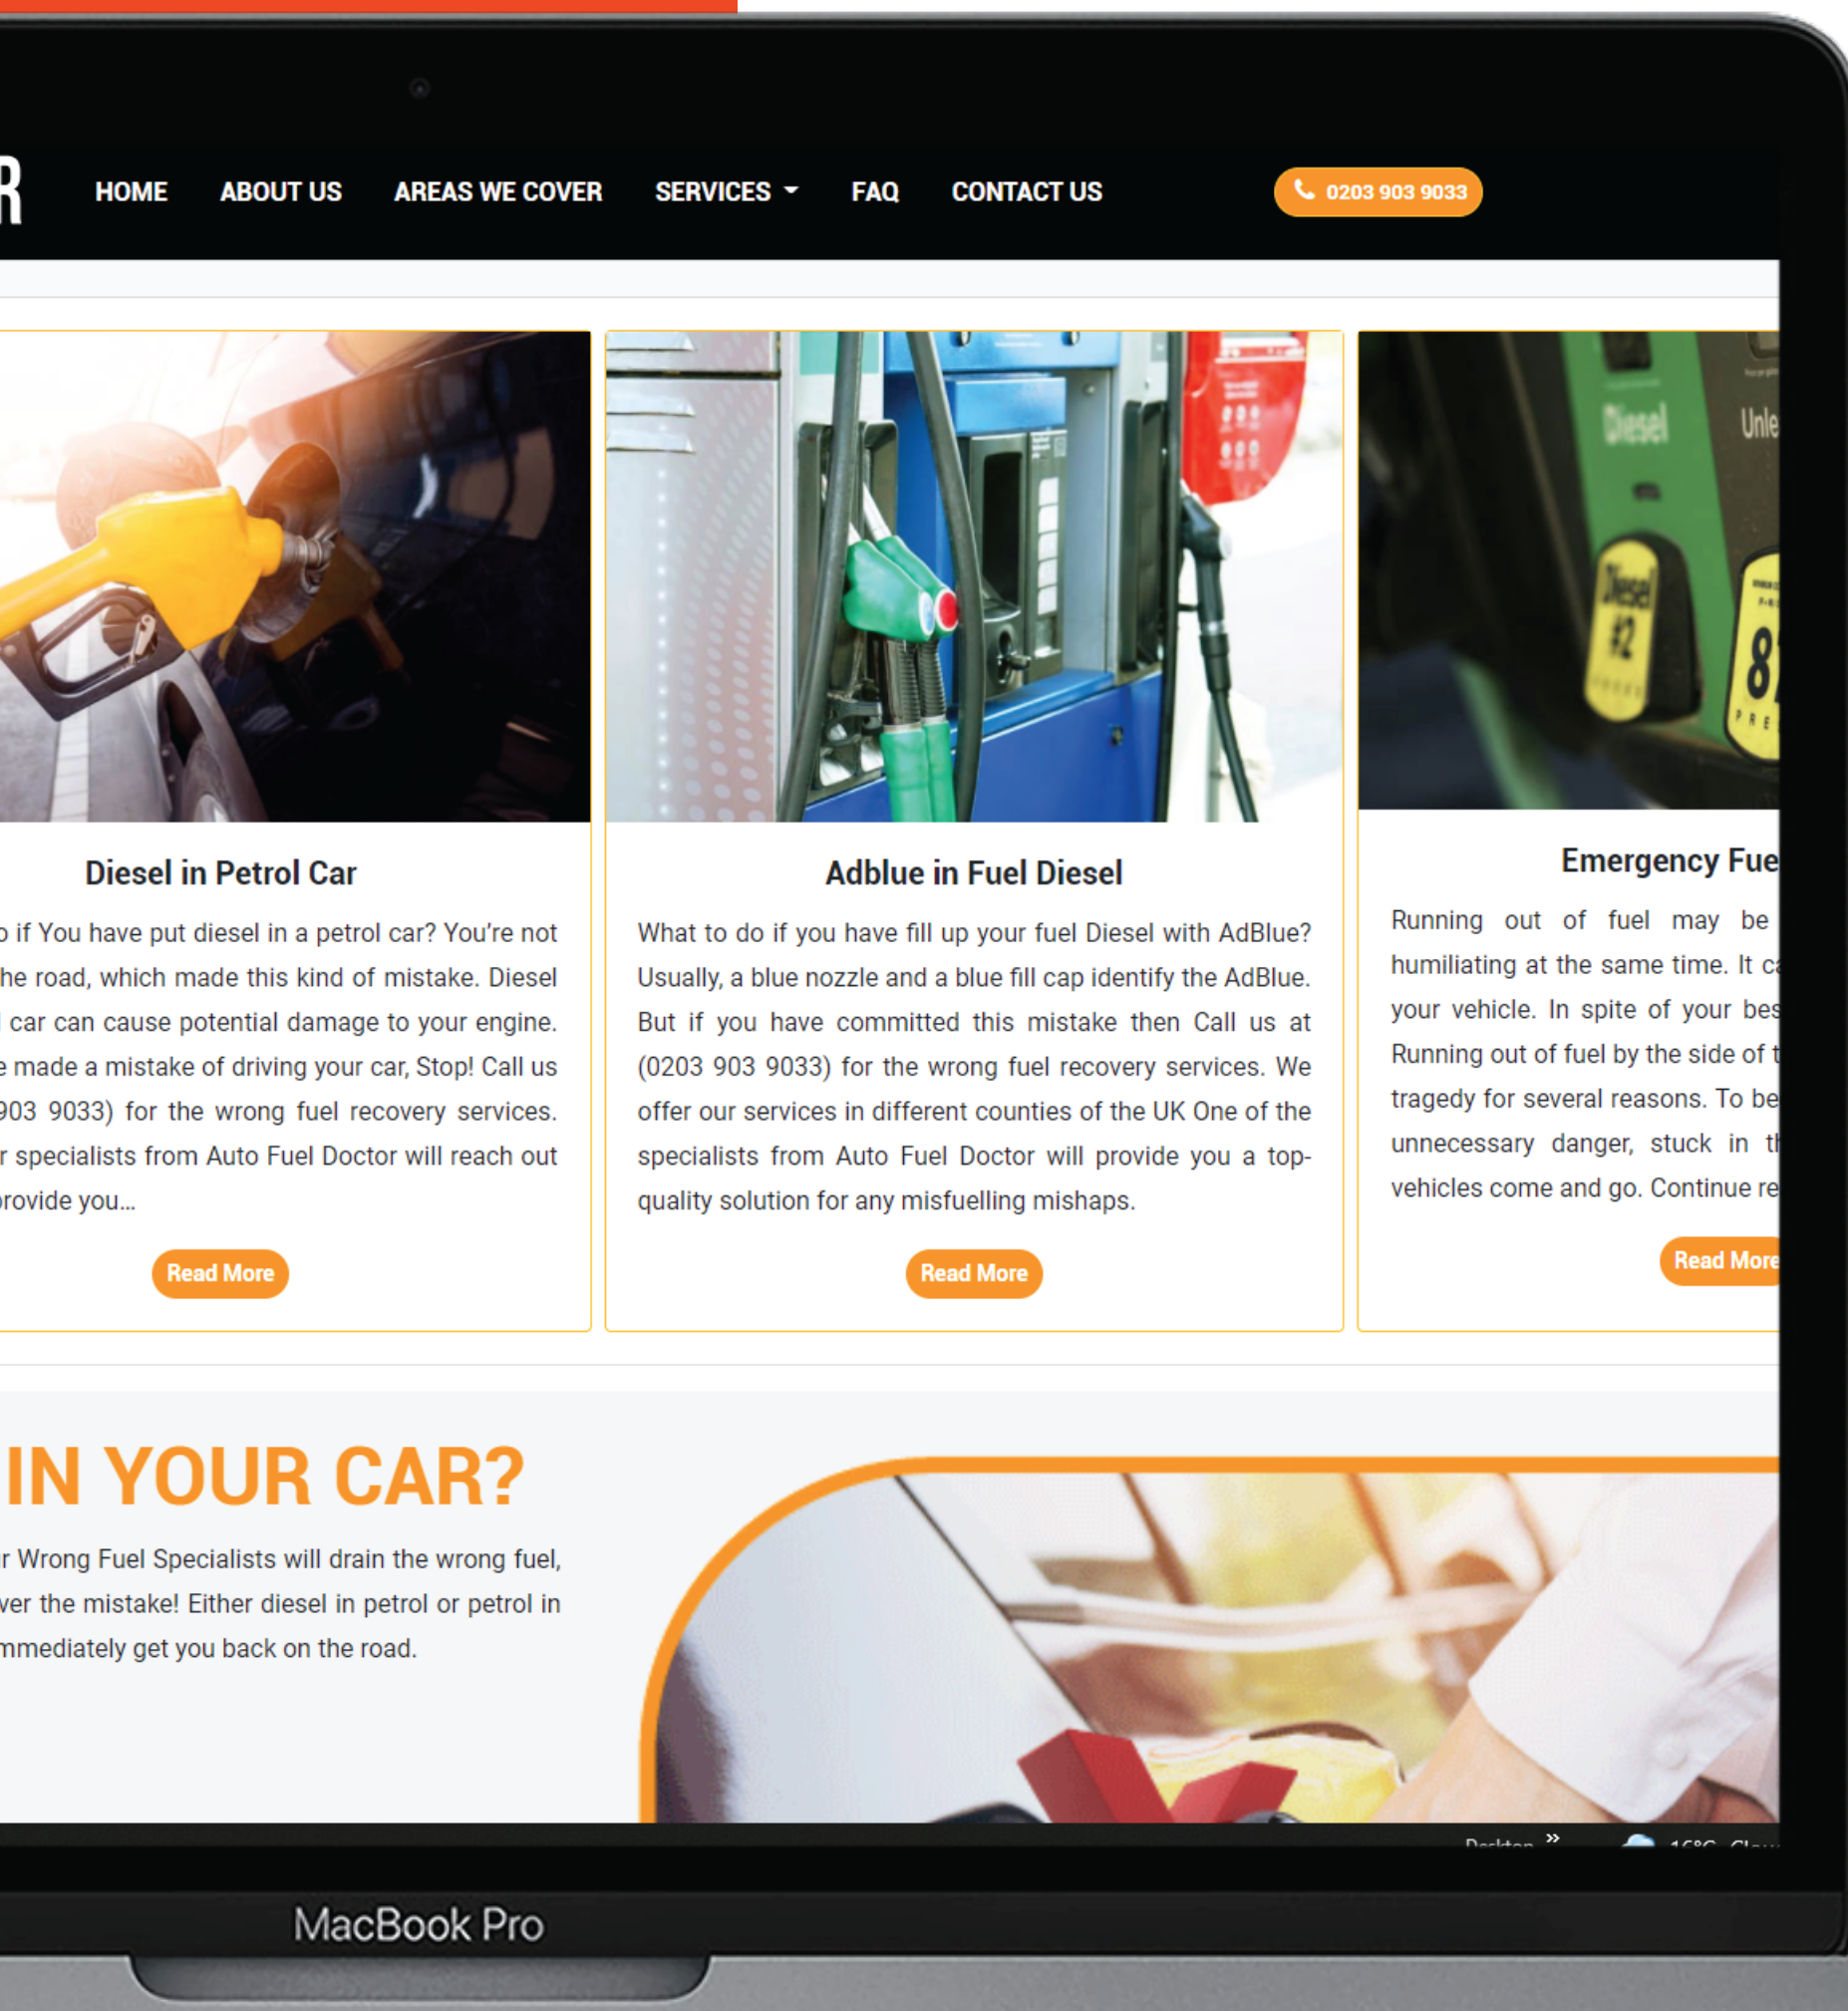 R
HOME ABOUT US AREAS WE COVER SERVICES FAQ CONTACT US 0203 903 9033
Diesel
Diesel
#2
Diesel in Petrol Car
if You have put diesel in a petrol car? You're not
the road, which made this kind of mistake. Diesel
car can cause potential damage to your engine.
made a mistake of driving your car, Stop! Call us
903 9033) for the wrong fuel recovery services.
specialists from Auto Fuel Doctor will reach out
provide you...
Read More
Adblue in Fuel Diesel
What to do if you have fill up your fuel Diesel with AdBlue?
Usually, a blue nozzle and a blue fill cap identify the AdBlue.
But if you have committed this mistake then Call us at
(0203 903 9033) for the wrong fuel recovery services. We
offer our services in different counties of the UK One of the
specialists from Auto Fuel Doctor will provide you a top-
quality solution for any misfuelling mishaps.
Read More
Emergency
Running out of fuel may be
humiliating at the same time. It
your vehicle. In spite of your
Running out of fuel by the side of
tragedy for several reasons. To be
unnecessary danger, stuck in
vehicles come and go. Continue
Read More
IN YOUR CAR?
Wrong Fuel Specialists will drain the wrong fuel,
the mistake! Either diesel in petrol or petrol in
immediately get you back on the road.
Desktop »
16°C
MacBook Pro